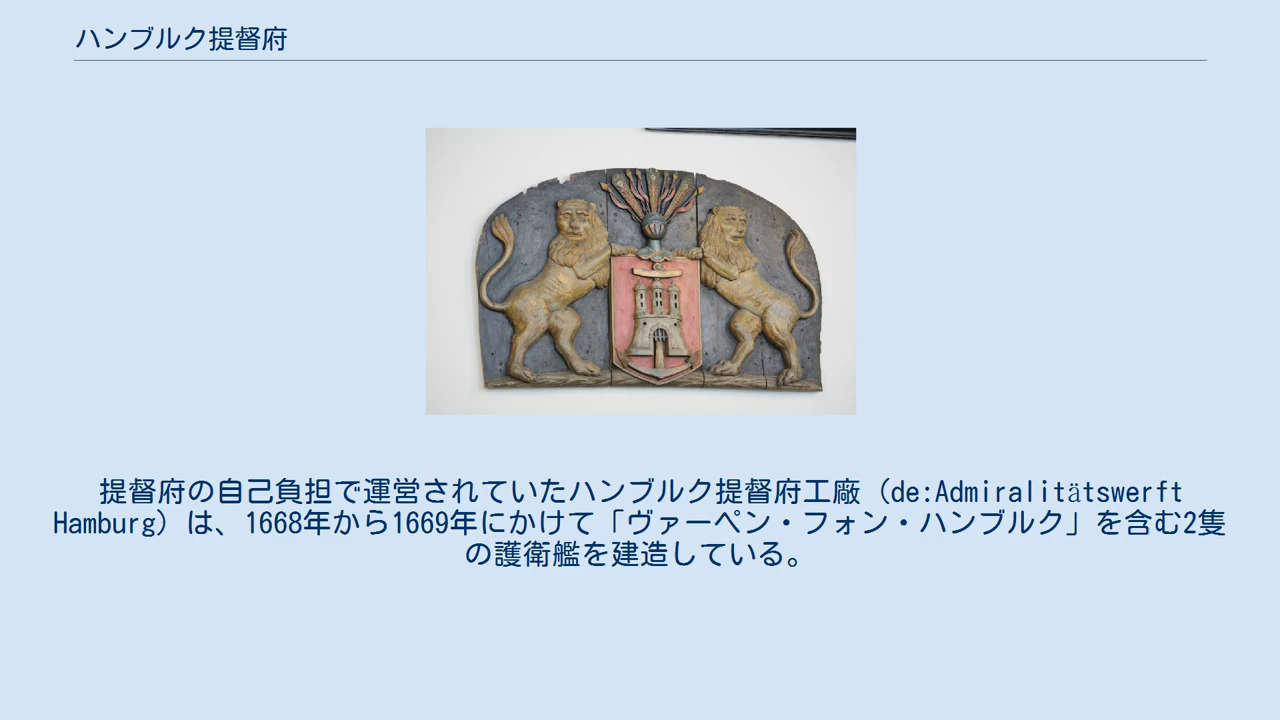 ハンブルク提督府
提督府の自己負担で運営されていたハンブルク提督府工廠（de:Admiralitätswerft
Hamburg）は、1668年から1669年にかけて「ヴァーペン・フォン・ハンブルク」を含む2隻
の護衛艦を建造している。